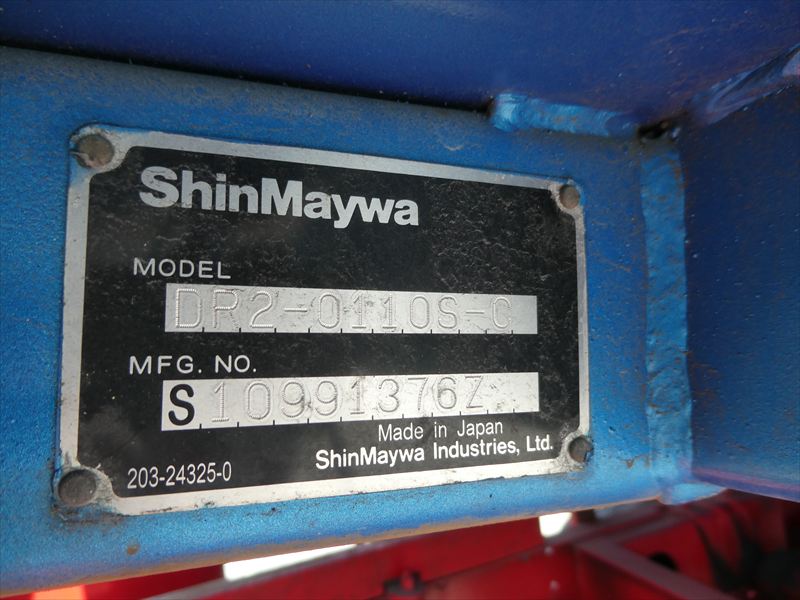 ShinMaywa
MODEL
DR2-0110S-C
MFG. NO.
S10991376Z
Made in Japan
ShinMaywa Industries, Ltd.
203-24325-0